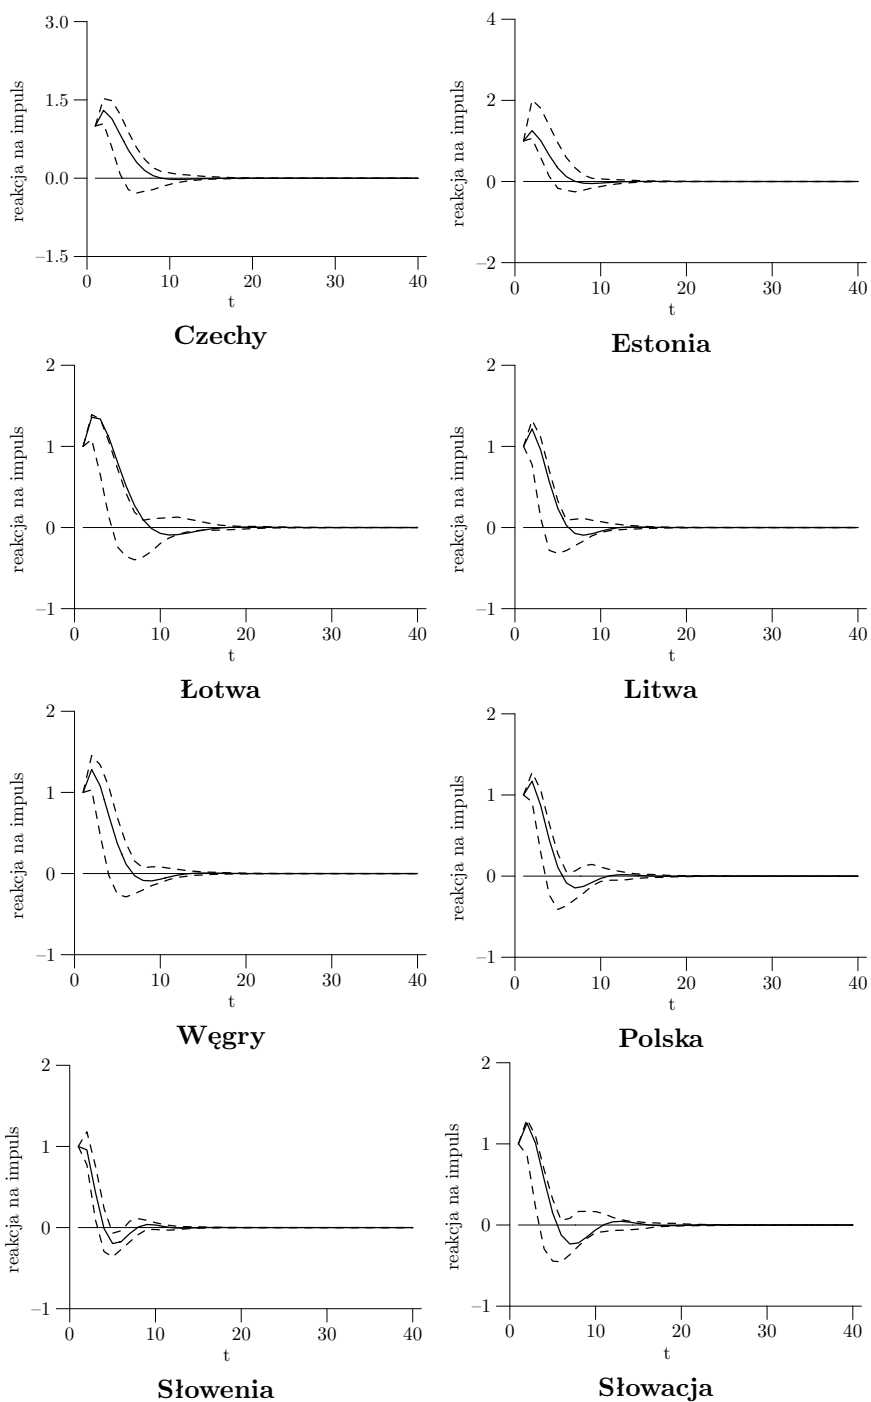 3.0
1.5
0.0
−1.5
reakcja na impuls
0 10 20 30 40
t
Czechy
4
2
0
−2
reakcja na impuls
0 10 20 30 40
t
Estonia
2
1
0
−1
reakcja na impuls
0 10 20 30 40
t
Łotwa
2
1
0
−1
reakcja na impuls
0 10 20 30 40
t
Litwa
2
1
0
−1
reakcja na impuls
0 10 20 30 40
t
Węgry
2
1
0
−1
reakcja na impuls
0 10 20 30 40
t
Polska
2
1
0
−1
reakcja na impuls
0 10 20 30 40
t
Słowenia
2
1
0
−1
reakcja na impuls
0 10 20 30 40
t
Słowacja